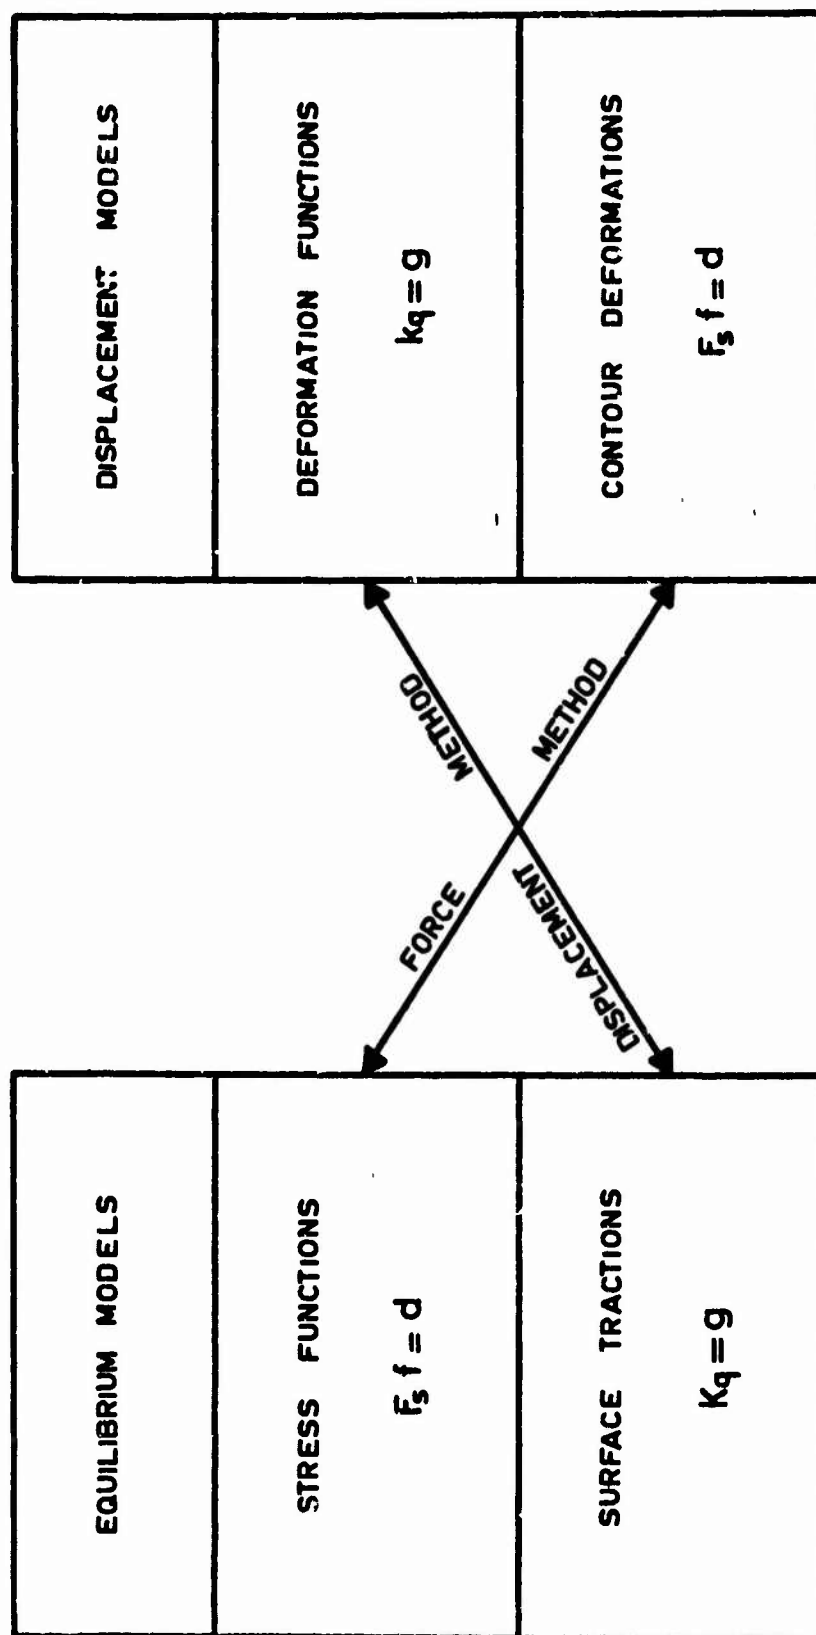 EQUILIBRIUM MODELS
STRESS FUNCTIONS
Fs f = d
SURFACE TRACTIONS
Kq = g
FORCE
METHOD
DISPLACEMENT
METHOD
DISPLACEMENT MODELS
DEFORMATION FUNCTIONS
kq = g
CONTOUR DEFORMATIONS
Fs f = d